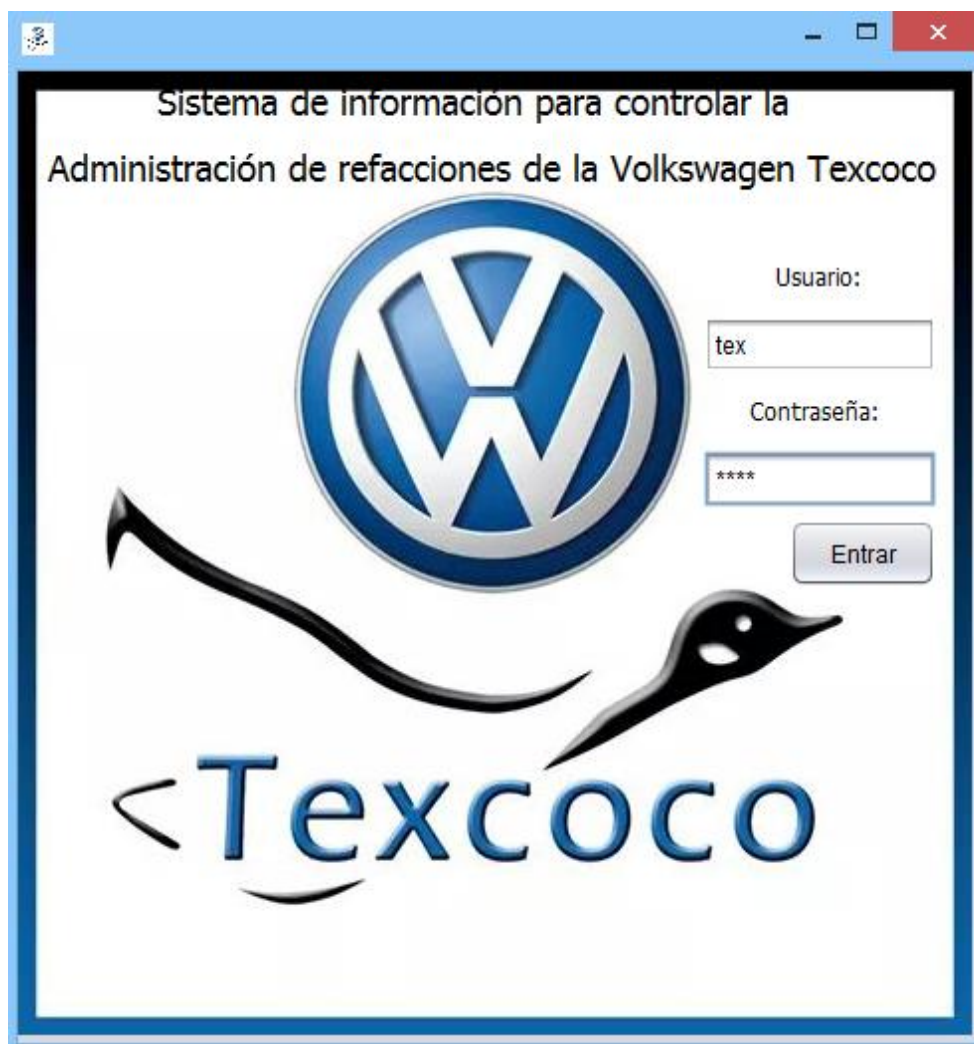 Sistema de información para controlar la
Administración de refacciones de la Volkswagen Texcoco
Usuario:
tex
Contraseña:
****
Entrar
Texcoco